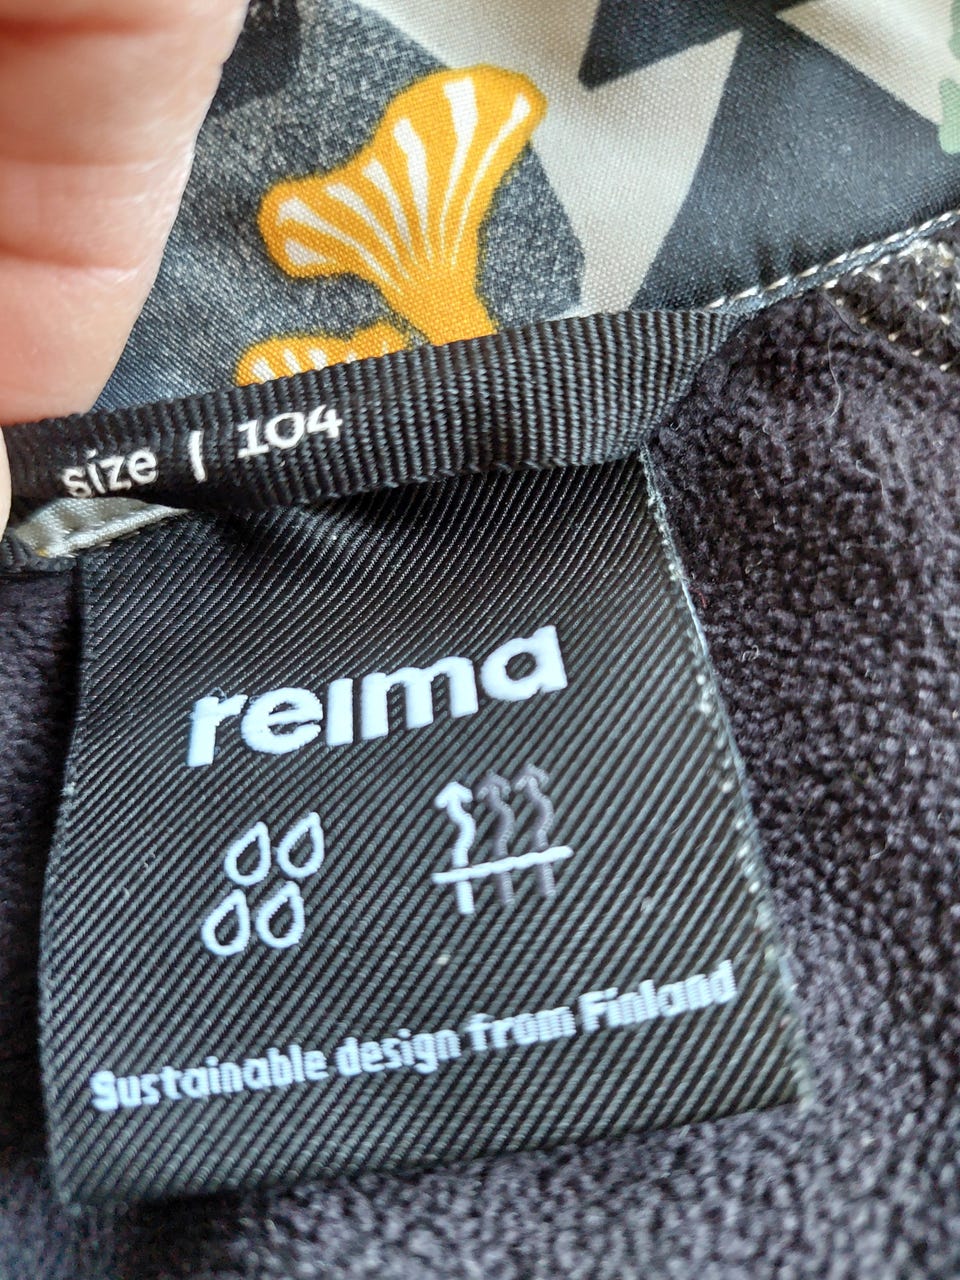 size | 104
reima
Sustainable design from Finland